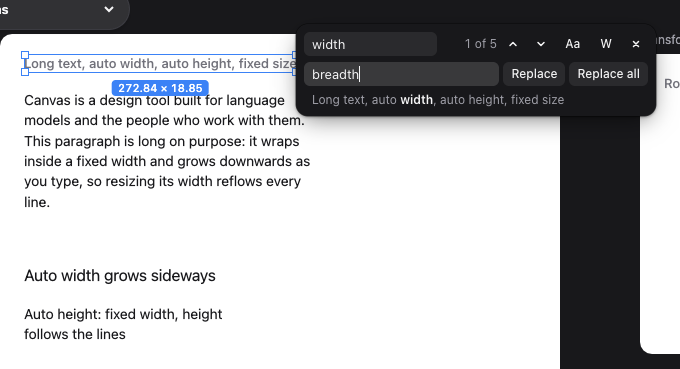 width
1 of 5
Aa
W
breadth
Replace
Replace all
Long text, auto width, auto height, fixed size
Long text, auto width, auto height, fixed size
272.84 × 18.85
Canvas is a design tool built for language
models and the people who work with them.
This paragraph is long on purpose: it wraps
inside a fixed width and grows downwards as
you type, so resizing its width reflows every
line.
Auto width grows sideways
Auto height: fixed width, height
follows the lines